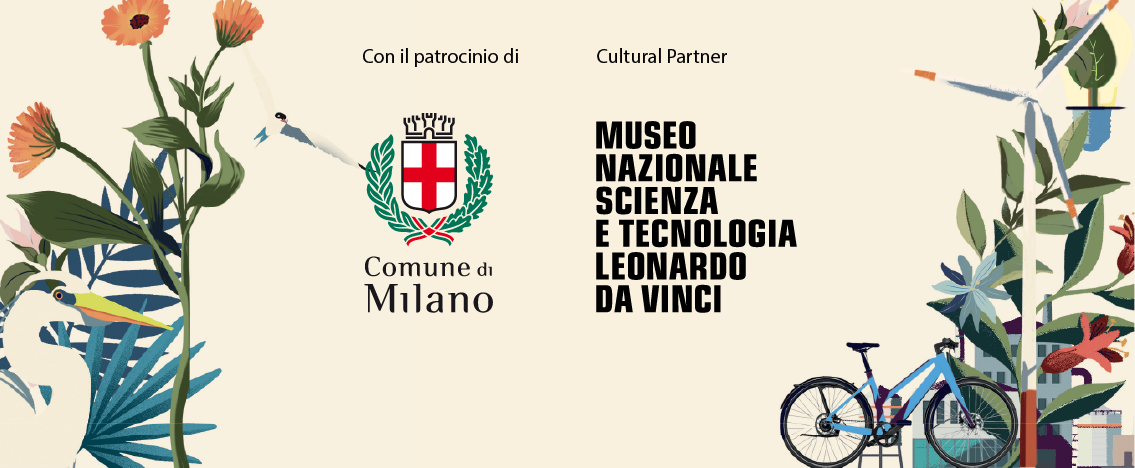 Con il patrocinio di
Comune di
Milano
Cultural Partner
MUSEO
NAZIONALE
SCIENZA
E TECNOLOGIA
LEONARDO
DA VINCI